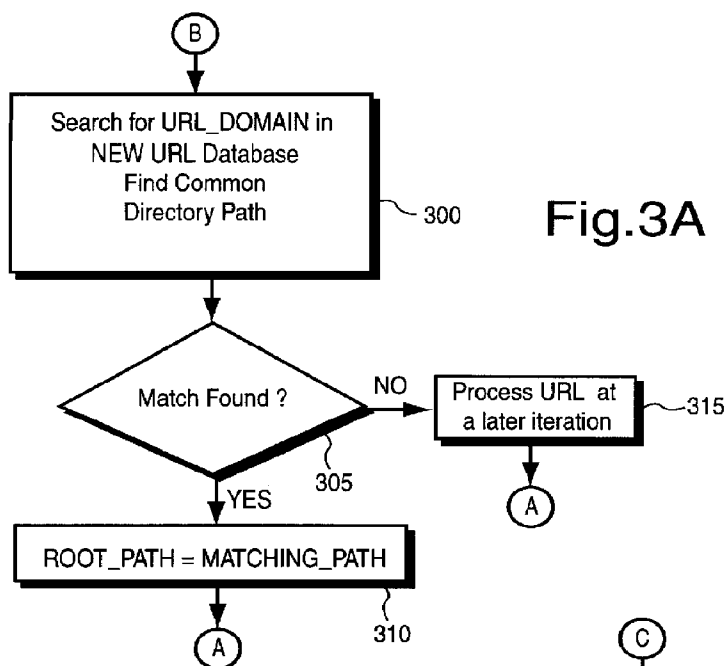 B
Search for URL_DOMAIN in
NEW URL Database
Find Common
Directory Path
300
Fig.3A
Match Found ?
NO
Process URL at
a later iteration
315
305
YES
A
ROOT_PATH = MATCHING_PATH
310
A
C